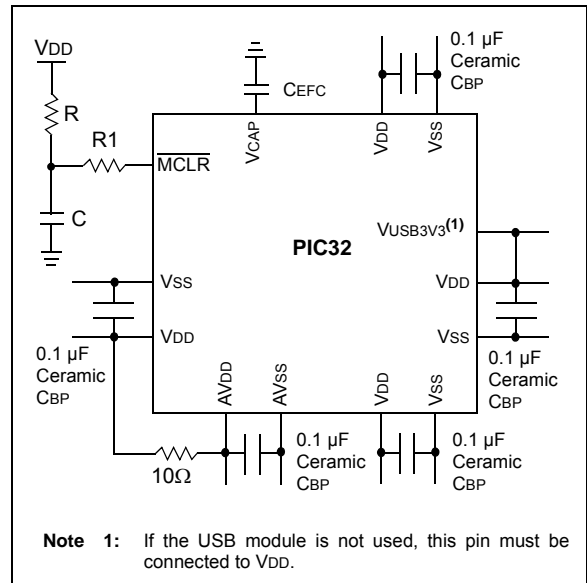 VDD
R
R1
C
CEFC
0.1 µF
Ceramic
CBP
VDD
VSS
VCAP
MCLR
VUSB3V3(1)
PIC32
VSS
VDD
VDD
VSS
0.1 µF
Ceramic
CBP
0.1 µF
Ceramic
CBP
AVDD
AVSS
VDD
VSS
10Ω
0.1 µF
Ceramic
CBP
0.1 µF
Ceramic
CBP
Note 1: If the USB module is not used, this pin must be
connected to VDD.